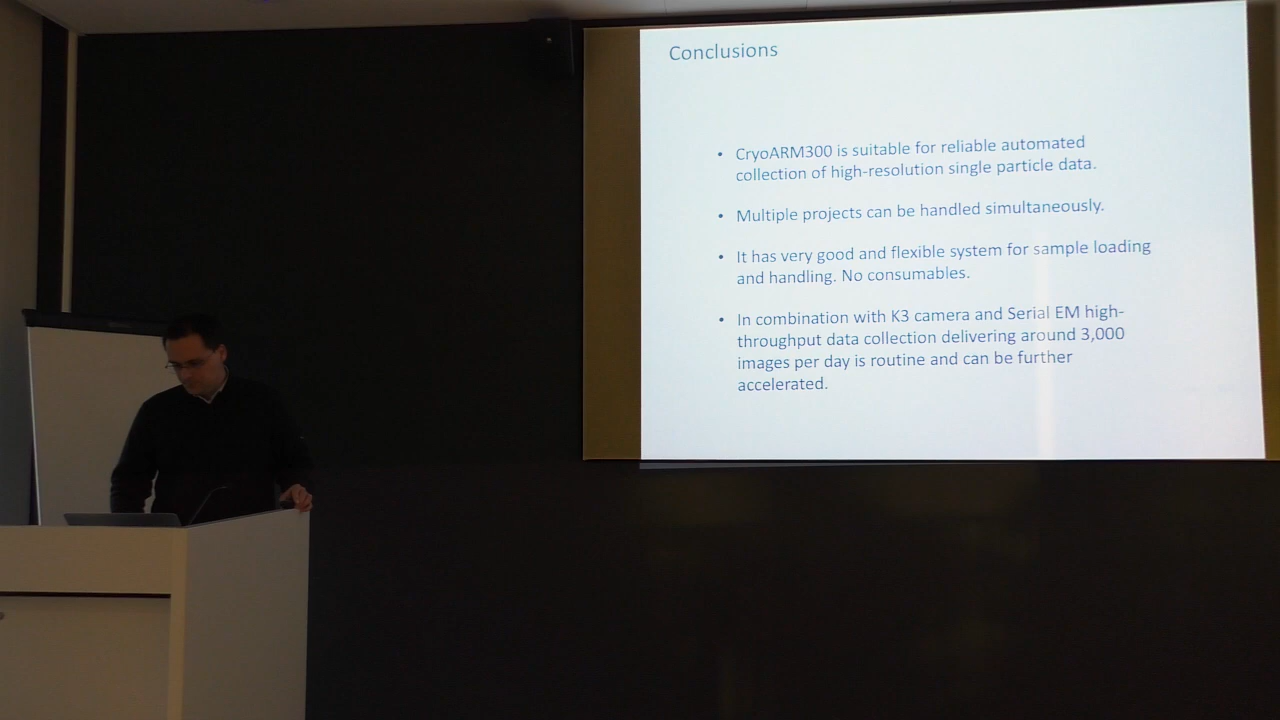 Conclusions
• CryoARM300 is suitable for reliable automated
collection of high-resolution single particle data.
• Multiple projects can be handled simultaneously.
• It has very good and flexible system for sample loading
and handling. No consumables.
• In combination with K3 camera and Serial EM high-
throughput data collection delivering around 3,000
images per day is routine and can be further
accelerated.